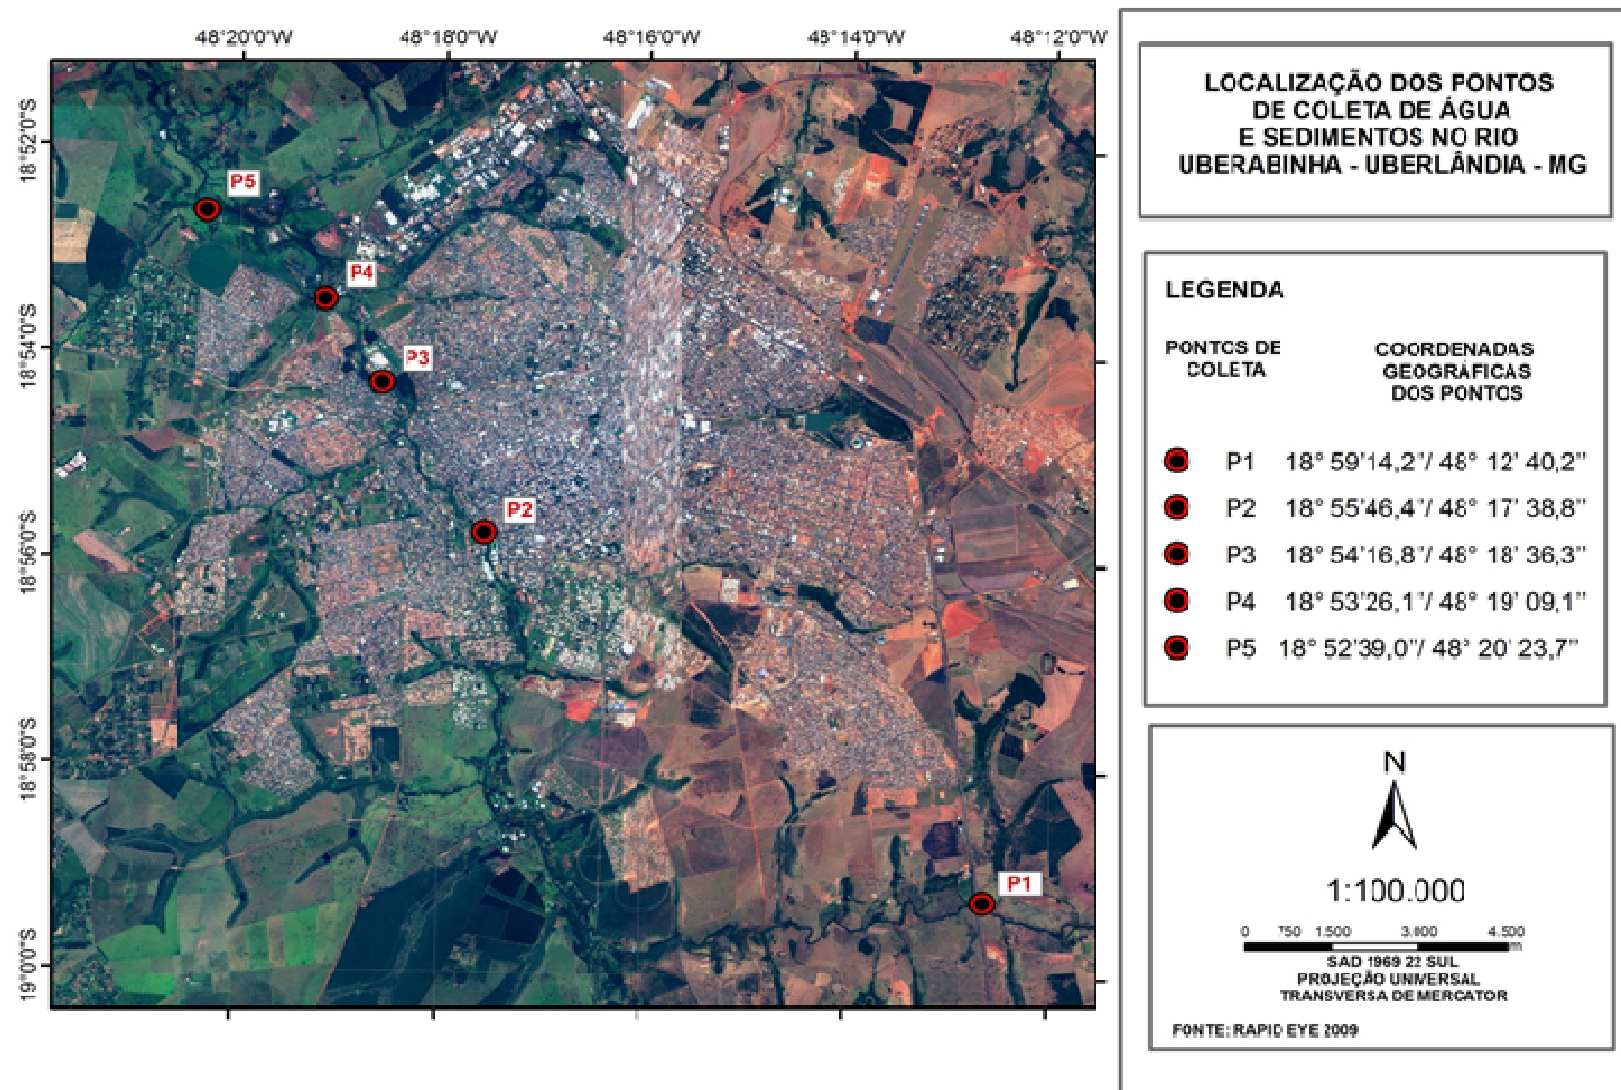 48°20'0"W 48°18'0"W 48°16'0"W 48°14'0"W 48°12'0"W
18°52'0"S
18°54'0"S
18°56'0"S
18°58'0"S
19°0'0"S
P5
P4
P3
P2
P1
LOCALIZAÇÃO DOS PONTOS
DE COLETA DE ÁGUA
E SEDIMENTOS NO RIO
UBERABINHA - UBERLÂNDIA - MG
LEGENDA
PONTOS DE
COLETA
COORDENADAS
GEOGRÁFICAS
DOS PONTOS
P1 18° 59'14,2"/ 48° 12' 40,2"
P2 18° 55'46,4"/ 48° 17' 38,8"
P3 18° 54'16,8"/ 48° 18' 36,3"
P4 18° 53'26,1"/ 48° 19' 09,1"
P5 18° 52'39,0"/ 48° 20' 23,7"
N
1:100.000
0 750 1.500 3.000 4.500
m
SAD 1969 22 SUL
PROJEÇÃO UNIVERSAL
TRANSVERSA DE MERCATOR
FONTE: RAPID EYE 2009